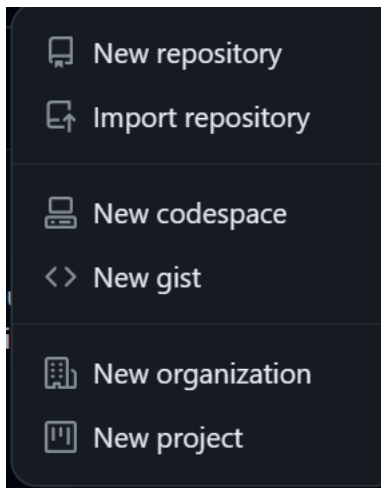 New repository
Import repository
New codespace
New gist
New organization
New project